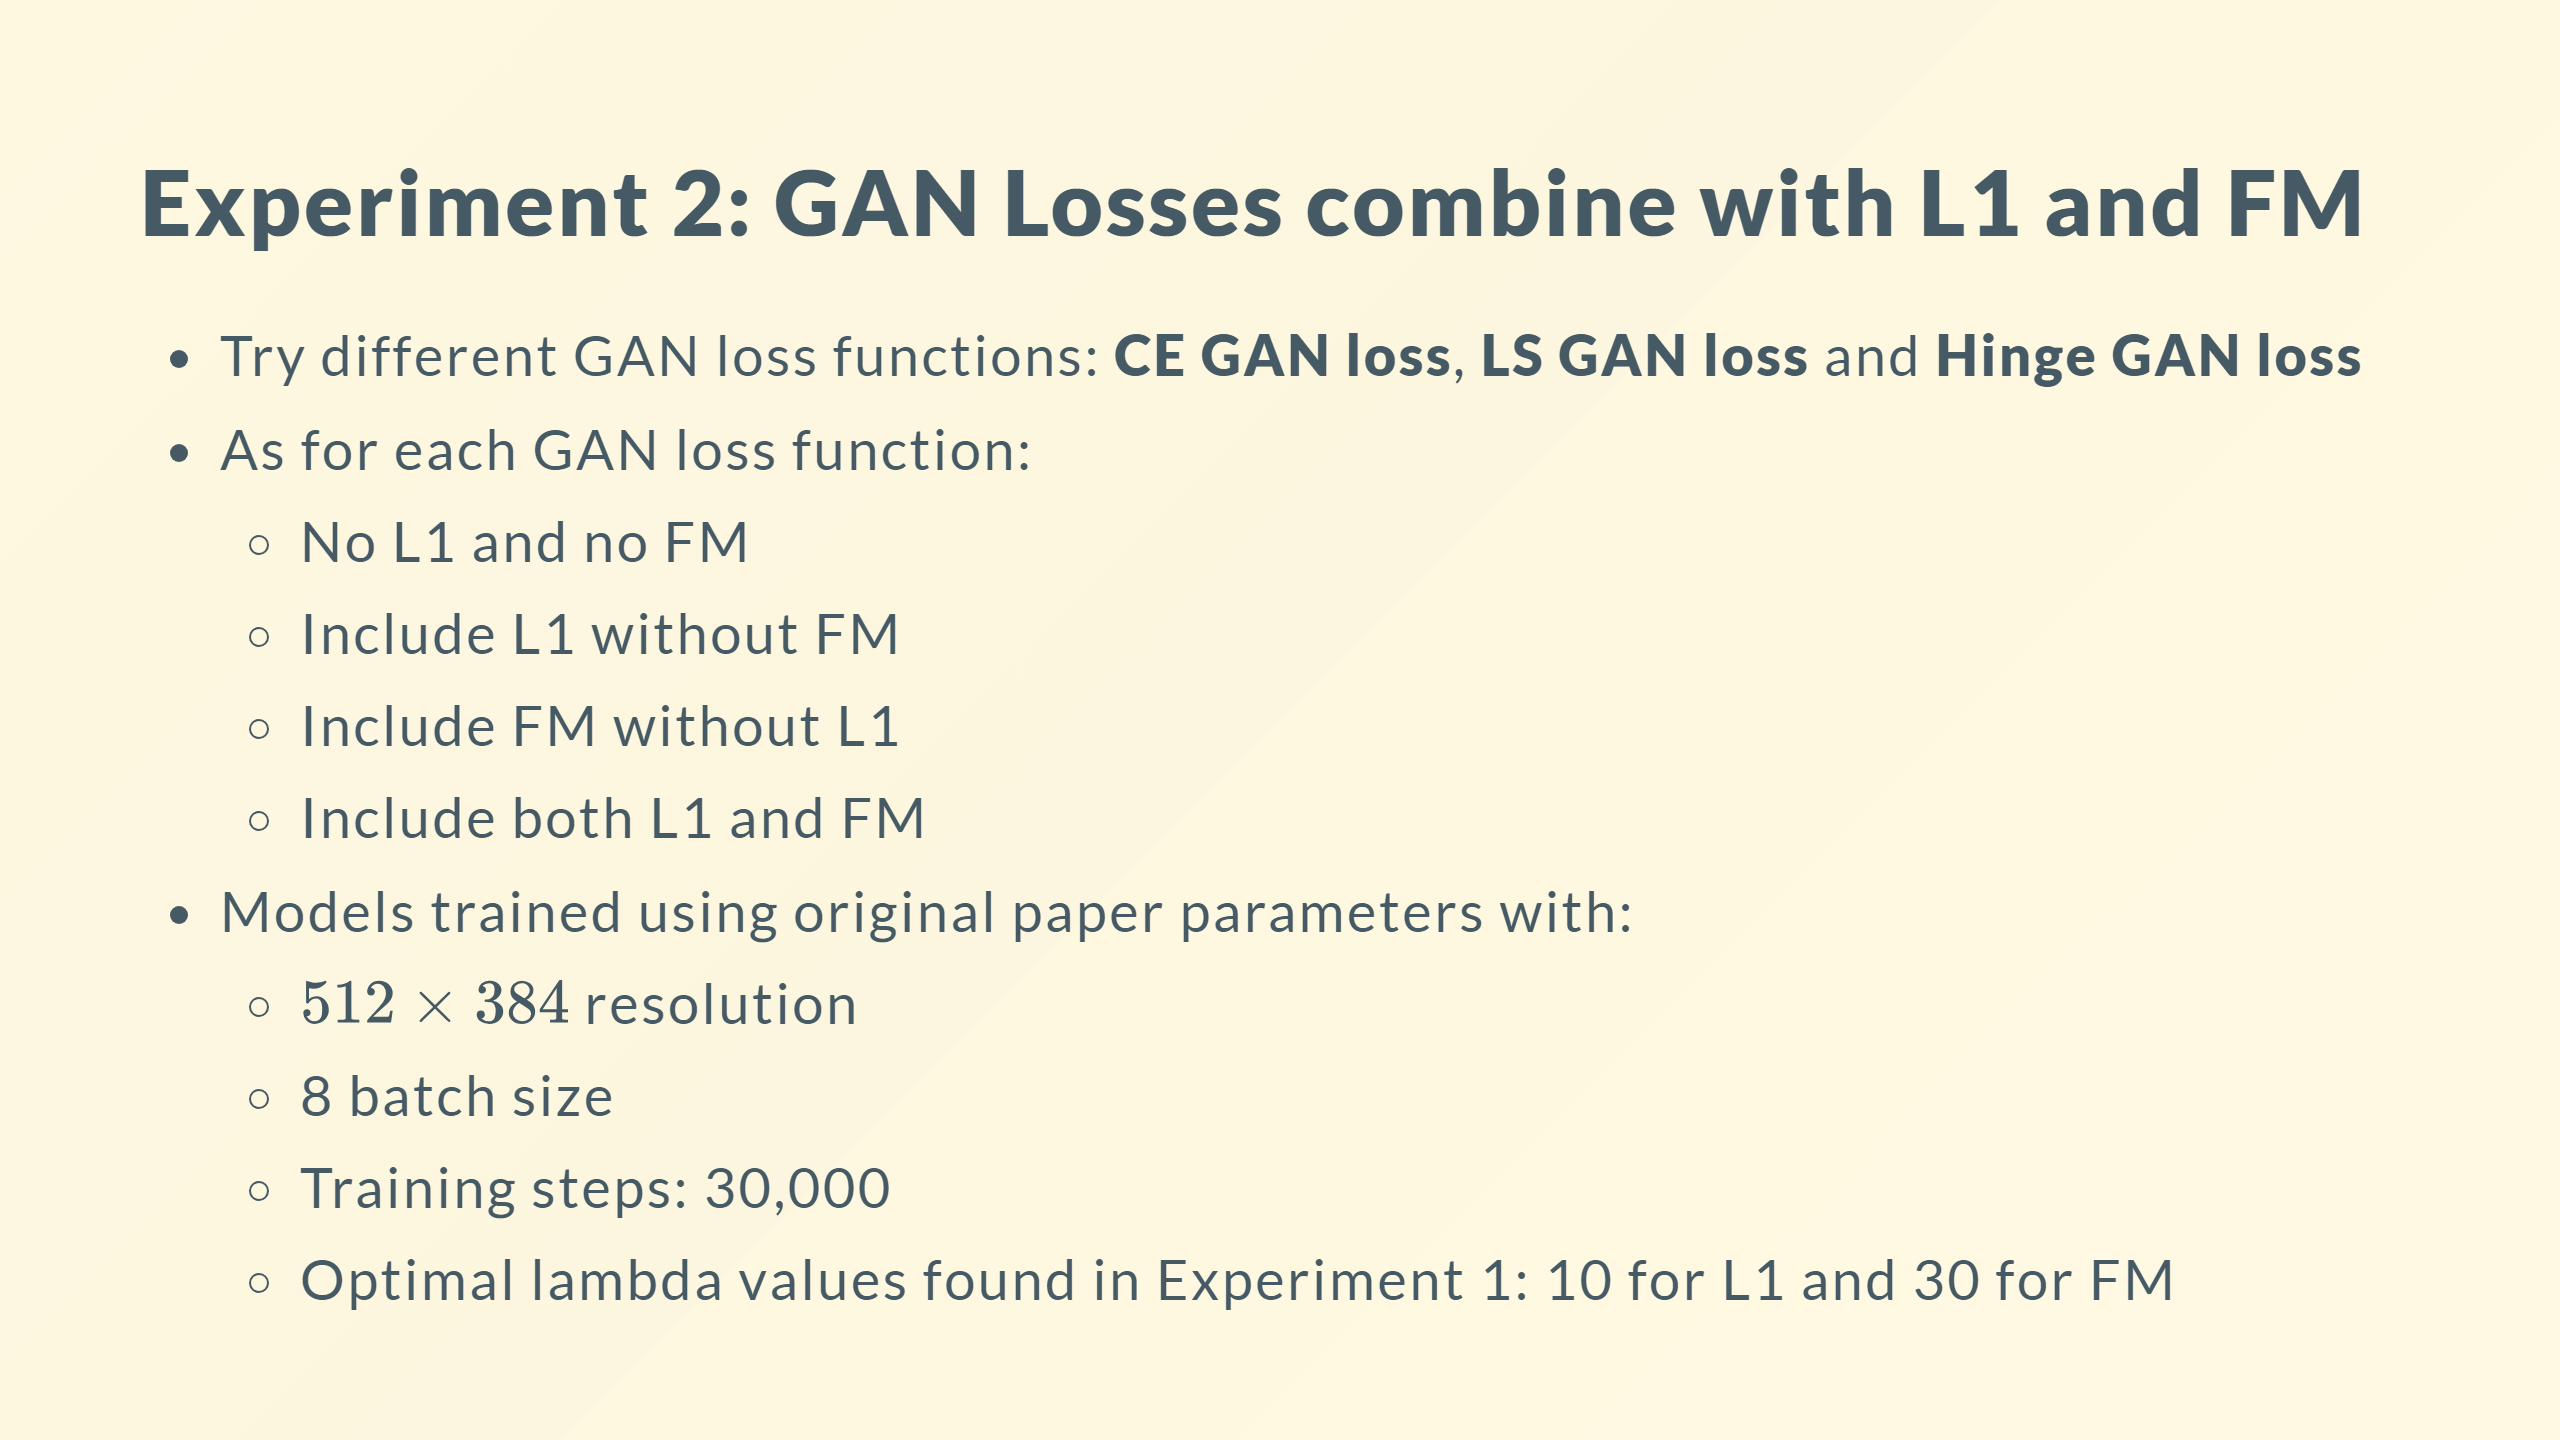 Experiment 2: GAN Losses combine with L1 and FM
Try different GAN loss functions: CE GAN loss, LS GAN loss and Hinge GAN loss
As for each GAN loss function:
No L1 and no FM
Include L1 without FM
Include FM without L1
Include both L1 and FM
Models trained using original paper parameters with:
512 × 384 resolution
8 batch size
Training steps: 30,000
Optimal lambda values found in Experiment 1: 10 for L1 and 30 for FM